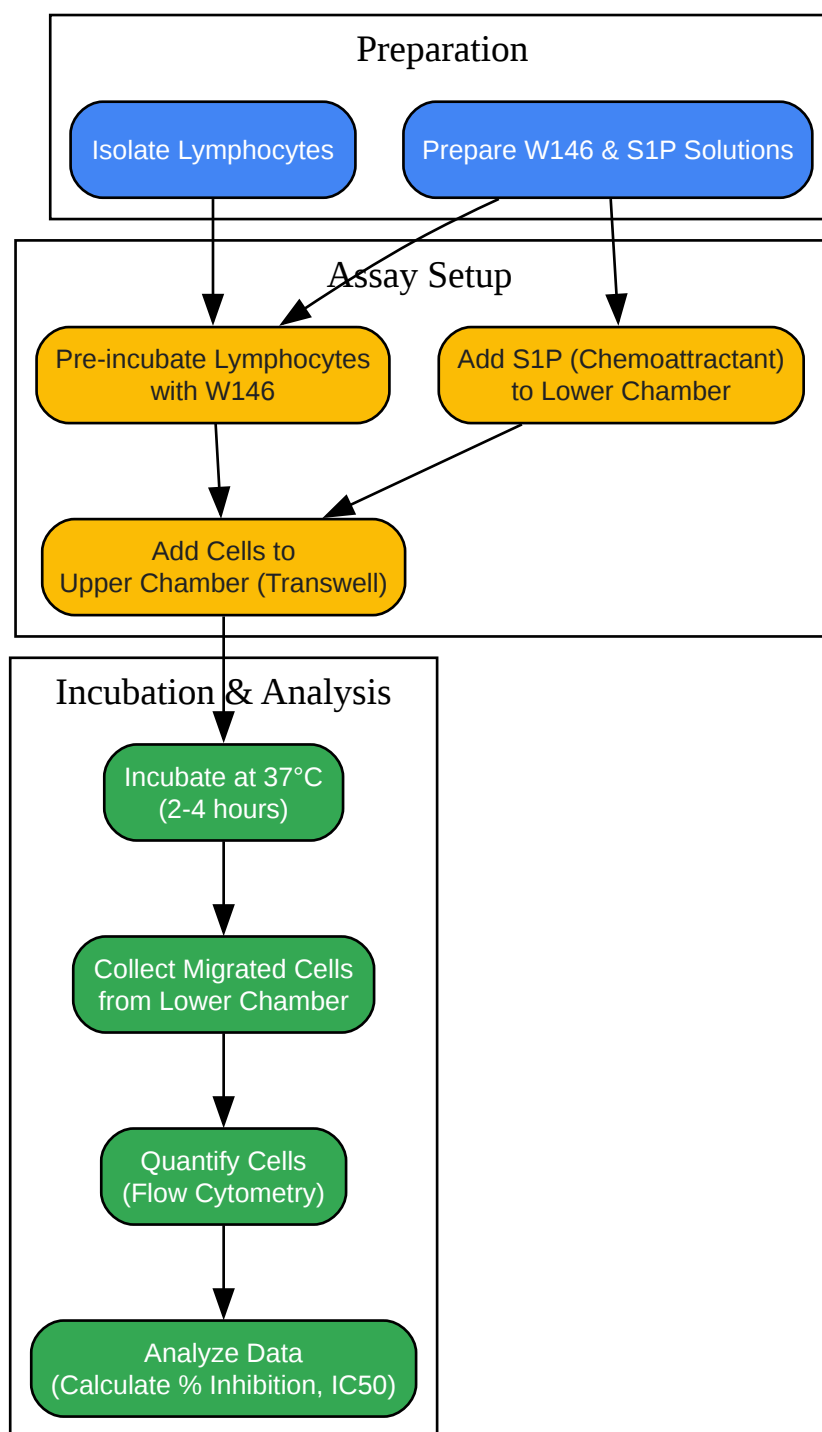 Preparation
Isolate Lymphocytes
Prepare W146 & S1P Solutions
Assay Setup
Pre-incubate Lymphocytes
with W146
Add S1P (Chemoattractant)
to Lower Chamber
Add Cells to
Upper Chamber (Transwell)
Incubation & Analysis
Incubate at 37°C
(2-4 hours)
Collect Migrated Cells
from Lower Chamber
Quantify Cells
(Flow Cytometry)
Analyze Data
(Calculate % Inhibition, IC50)